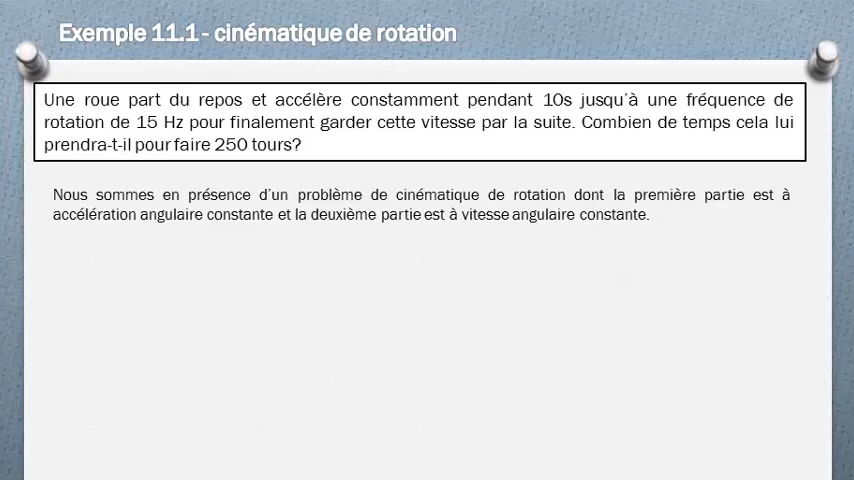 Exemple 11.1 - cinématique de rotation
Une roue part du repos et accélère constamment pendant 10s jusqu'à une fréquence de
rotation de 15 Hz pour finalement garder cette vitesse par la suite. Combien de temps cela lui
prendra-t-il pour faire 250 tours?
Nous sommes en présence d'un problème de cinématique de rotation dont la première partie est à
accélération angulaire constante et la deuxième partie est à vitesse angulaire constante.